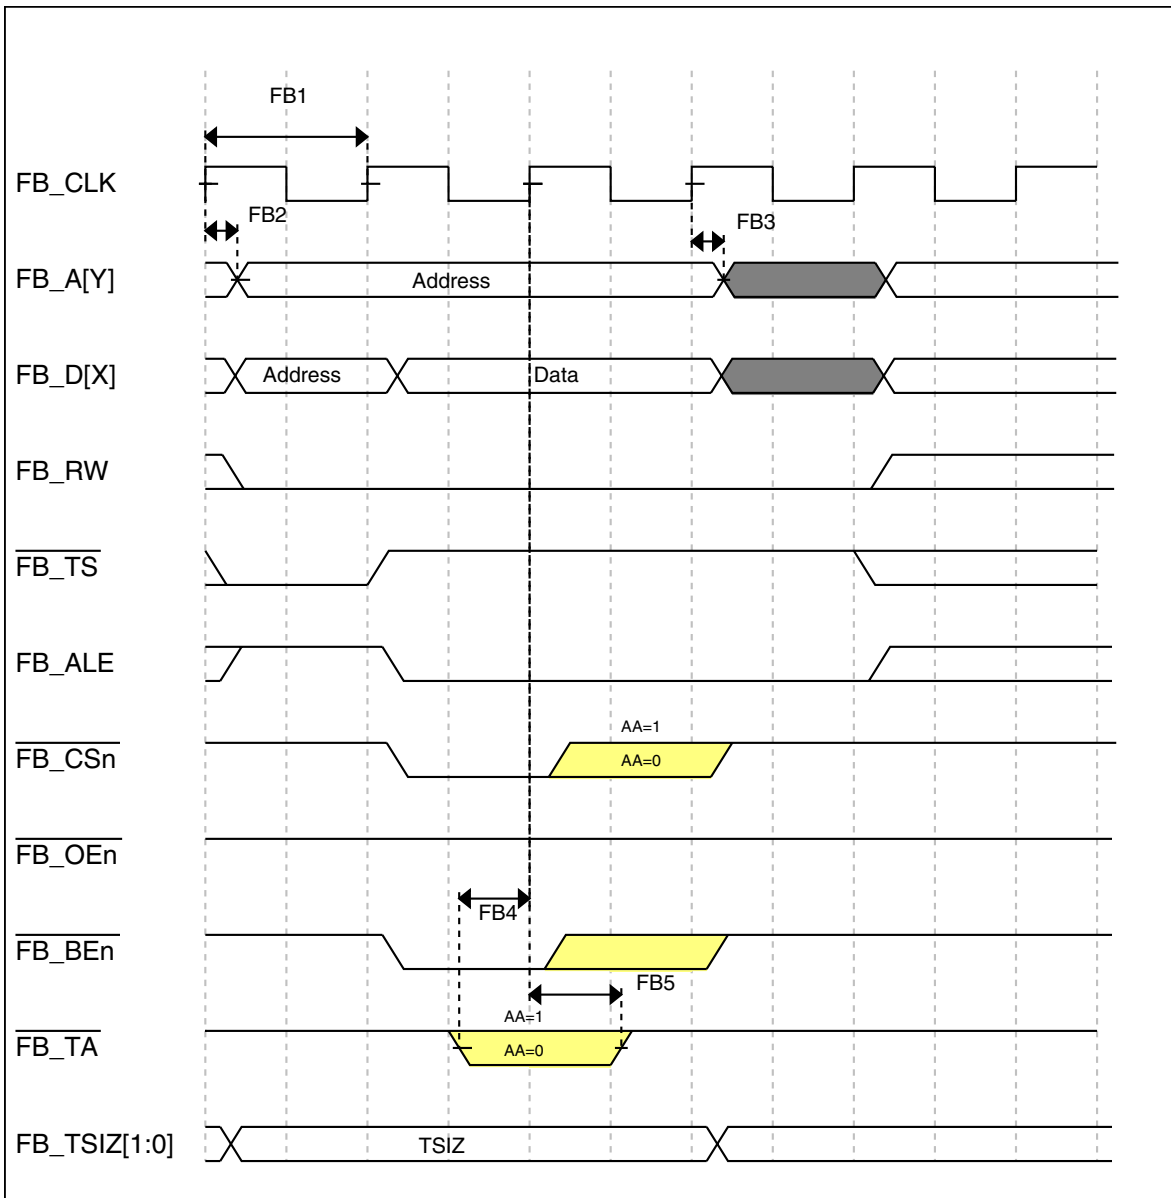 FB1
FB_CLK
FB2
FB3
FB_A[Y]
Address
FB_D[X]
Address
Data
FB_RW
FB_TS
FB_ALE
AA=1
FB_CSn
AA=0
FB_OEn
FB4
FB_BEn
FB5
AA=1
FB_TA
AA=0
FB_TSIZ[1:0]
TSIZ